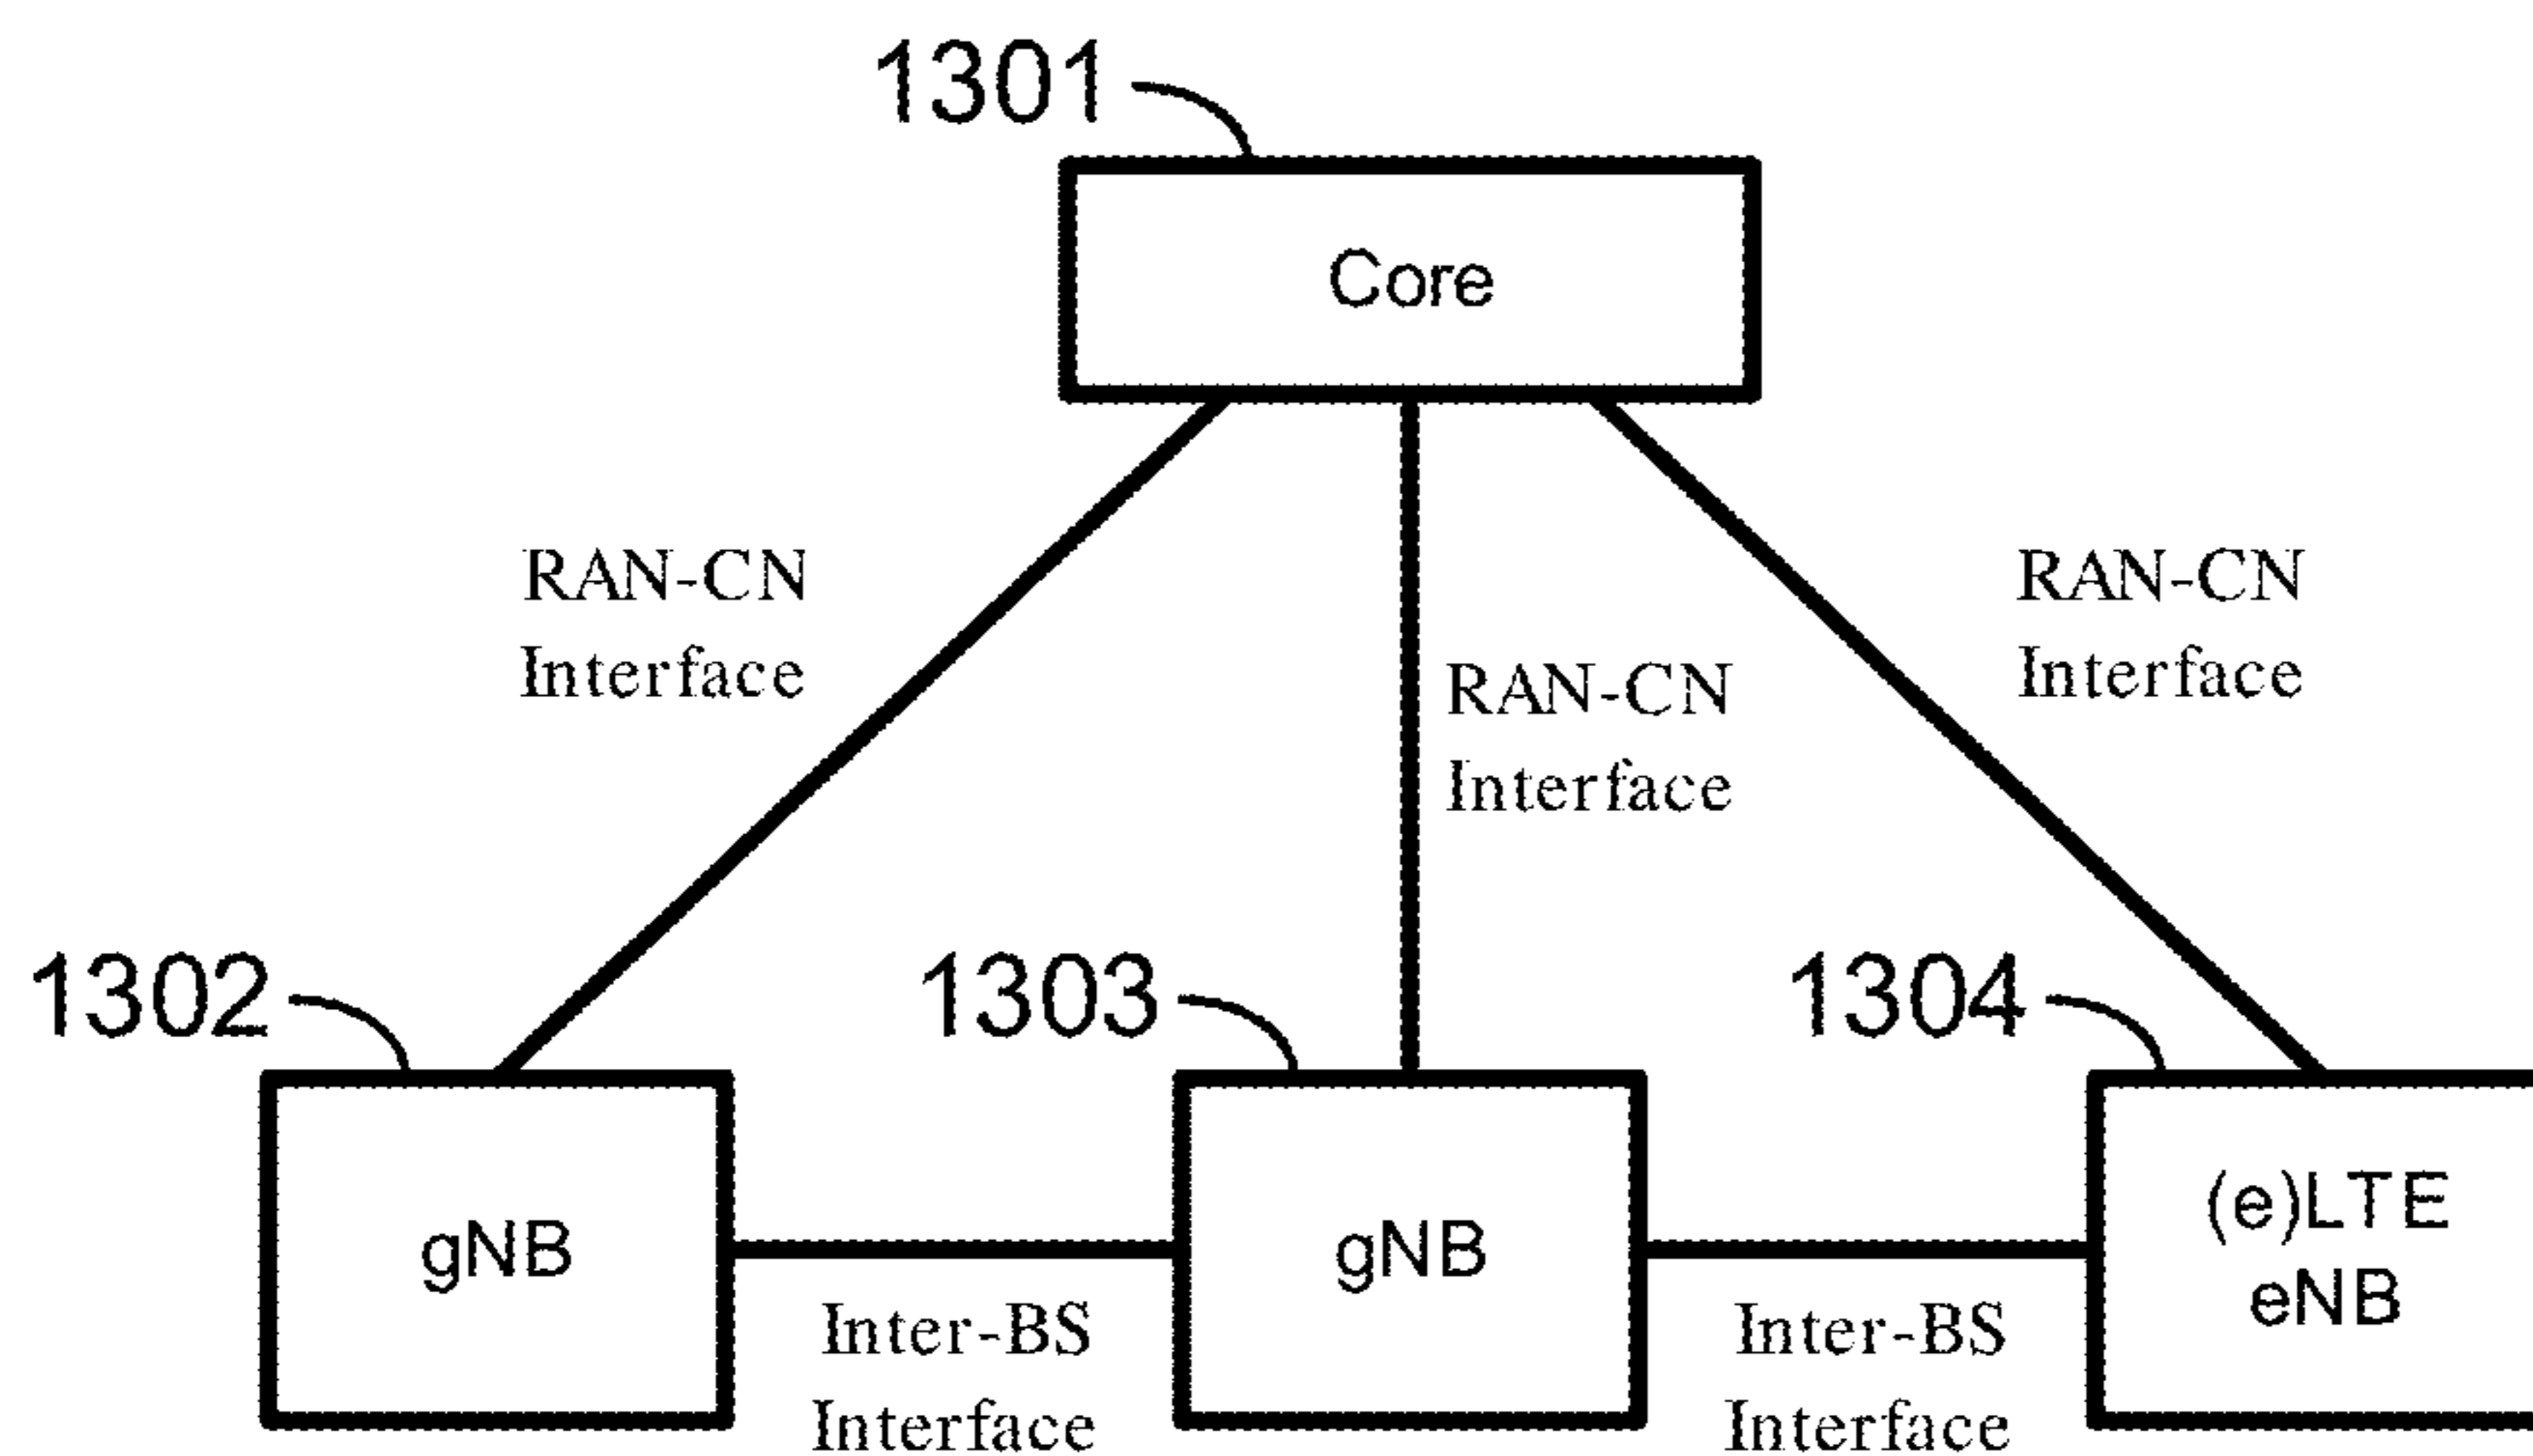 1301
Core
RAN-CN
Interface
RAN-CN
Interface
RAN-CN
Interface
1302
1303
1304
gNB
gNB
(e)LTE
eNB
Inter-BS
Interface
Inter-BS
Interface